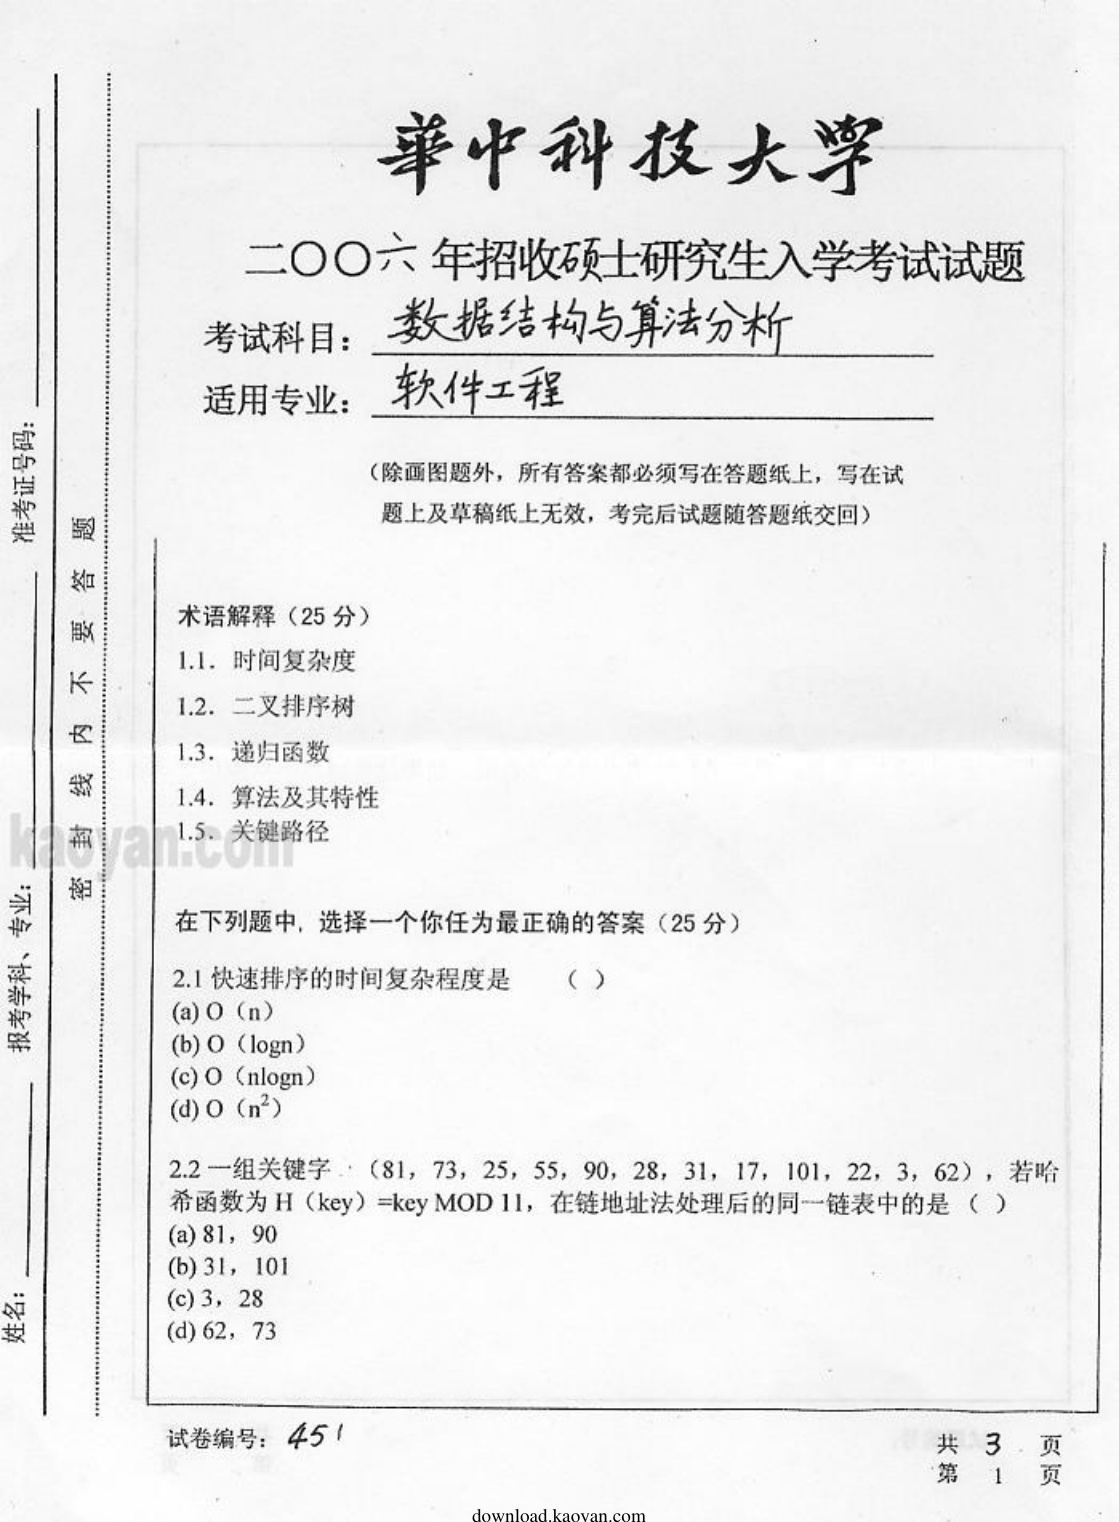 華中科技大学
二〇〇六年招收硕士研究生入学考试试题
考试科目： 数据结构与算法分析
适用专业： 软件工程
（除画图题外，所有答案都必须写在答题纸上，写在试
题上及草稿纸上无效，考完后试题随答题纸交回）
准考证号码：
报考学科、专业：
姓名：
密封线内不要答题
术语解释（25 分）
1.1. 时间复杂度
1.2. 二叉排序树
1.3. 递归函数
1.4. 算法及其特性
1.5. 关键路径
kaoyan.com
在下列题中，选择一个你任为最正确的答案（25 分）
2.1 快速排序的时间复杂程度是 （ ）
(a) O（n）
(b) O（logn）
(c) O（nlogn）
(d) O（n²）
2.2 一组关键字 （81，73，25，55，90，28，31，17，101，22，3，62），若哈
希函数为 H（key）=key MOD 11，在链地址法处理后的同一链表中的是（ ）
(a) 81，90
(b) 31，101
(c) 3，28
(d) 62，73
试卷编号： 451
共 3 页
第 1 页
download.kaoyan.com